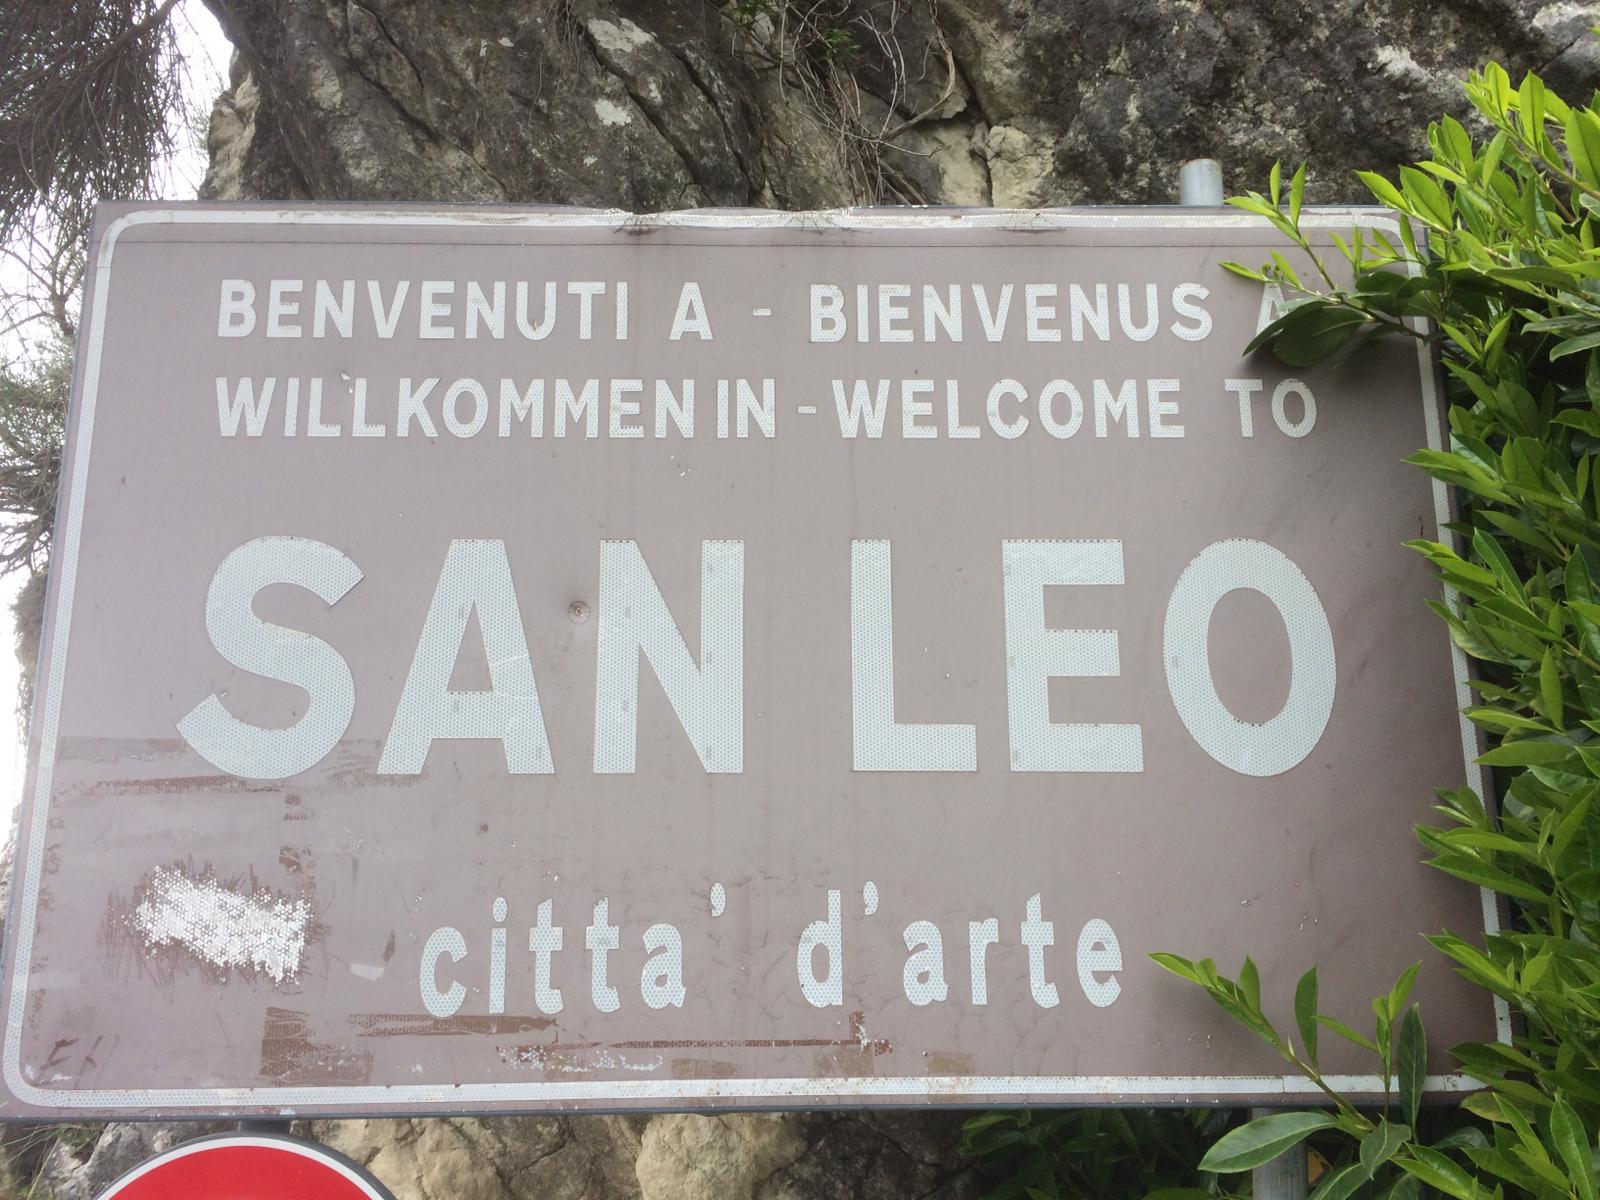 BENVENUTI A - BIENVENUS A
WILLKOMMEN IN - WELCOME TO
SAN LEO
citta' d'arte